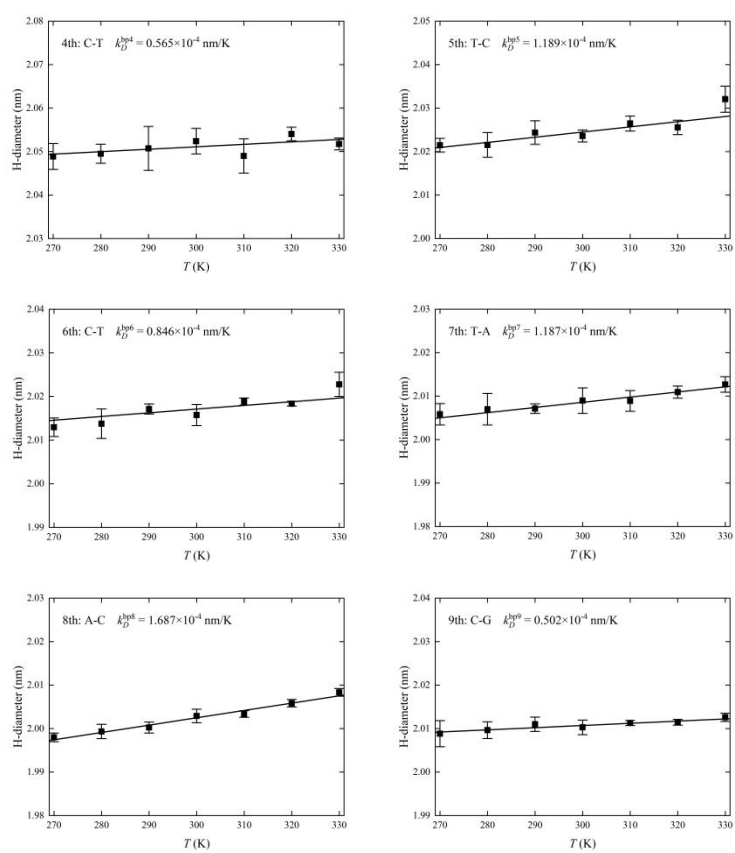 4th: C-T k_D^bp4 = 0.565×10⁻⁴ nm/K
H-diameter (nm)
2.08
2.07
2.06
2.05
2.04
2.03
270 280 290 300 310 320 330
T (K)
5th: T-C k_D^bp5 = 1.189×10⁻⁴ nm/K
H-diameter (nm)
2.05
2.04
2.03
2.02
2.01
2.00
270 280 290 300 310 320 330
T (K)
6th: C-T k_D^bp6 = 0.846×10⁻⁴ nm/K
H-diameter (nm)
2.04
2.03
2.02
2.01
2.00
1.99
270 280 290 300 310 320 330
T (K)
7th: T-A k_D^bp7 = 1.187×10⁻⁴ nm/K
H-diameter (nm)
2.03
2.02
2.01
2.00
1.99
1.98
270 280 290 300 310 320 330
T (K)
8th: A-C k_D^bp8 = 1.687×10⁻⁴ nm/K
H-diameter (nm)
2.03
2.02
2.01
2.00
1.99
1.98
270 280 290 300 310 320 330
T (K)
9th: C-G k_D^bp9 = 0.502×10⁻⁴ nm/K
H-diameter (nm)
2.04
2.03
2.02
2.01
2.00
1.99
270 280 290 300 310 320 330
T (K)